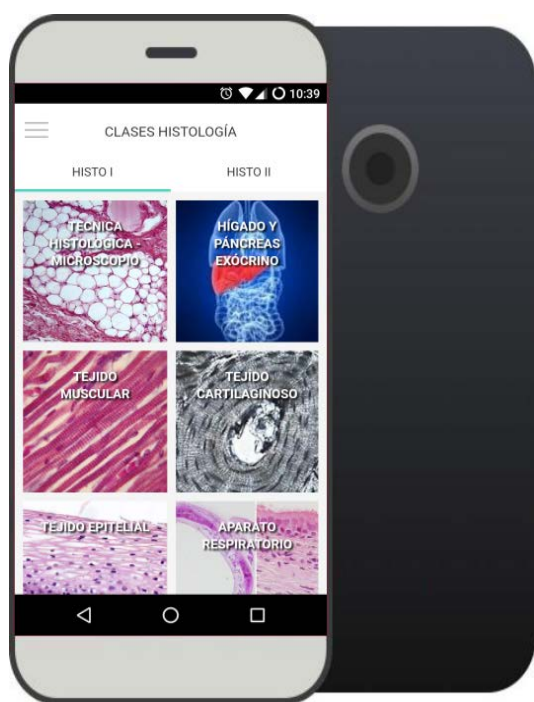 10:39
CLASES HISTOLOGÍA
HISTO I
HISTO II
TECNICA
HISTOLOGICA -
MICROSCOPIO
HÍGADO Y
PÁNCREAS
EXÓCRINO
TEJIDO
MUSCULAR
TEJÍDO
CARTILAGINOSO
TEJIDO EPITELIAL
APARATO
RESPIRATORIO